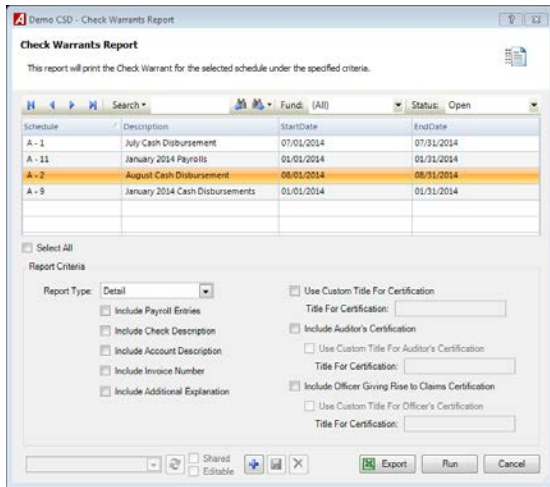 Demo CSD - Check Warrants Report
Check Warrants Report
This report will print the Check Warrant for the selected schedule under the specified criteria.
Search Fund: (All) Status: Open
Schedule Description StartDate EndDate
A - 1 July Cash Disbursement 07/01/2014 07/31/2014
A - 11 January 2014 Payrolls 01/01/2014 01/31/2014
A - 2 August Cash Disbursement 08/01/2014 08/31/2014
A - 9 January 2014 Cash Disbursements 01/01/2014 01/31/2014
Select All
Report Criteria
Report Type: Detail
Include Payroll Entries
Include Check Description
Include Account Description
Include Invoice Number
Include Additional Explanation
Use Custom Title For Certification
Title For Certification:
Include Auditor's Certification
Use Custom Title For Auditor's Certification
Title For Certification:
Include Officer Giving Rise to Claims Certification
Use Custom Title For Officer's Certification
Title For Certification:
Shared
Editable
Export Run Cancel